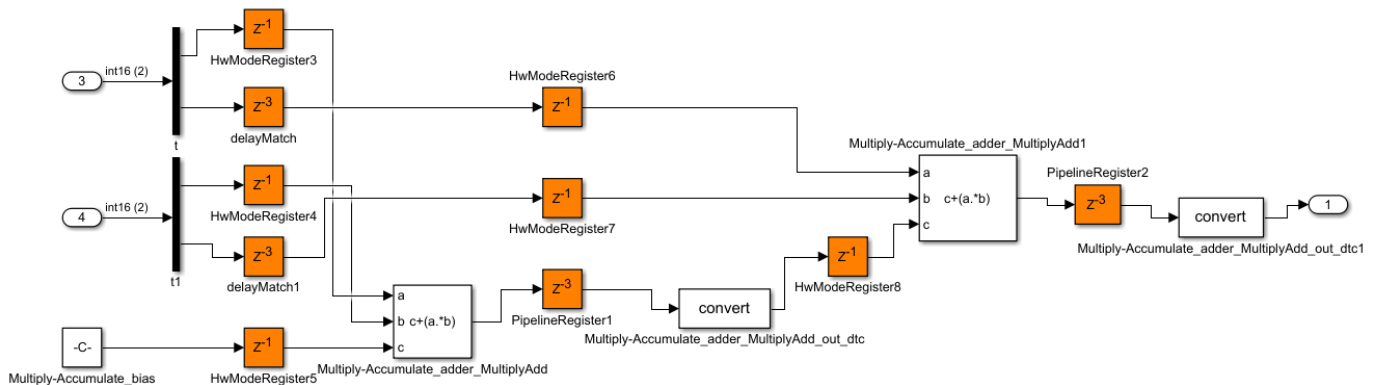 Z-1
HwModeRegister3
3
int16 (2)
Z-3
delayMatch
t
HwModeRegister6
Z-1
Z-1
HwModeRegister4
4
int16 (2)
Z-3
delayMatch1
t1
Z-1
HwModeRegister7
-C-
Multiply-Accumulate_bias
Z-1
HwModeRegister5
a
b c+(a.*b)
c
Multiply-Accumulate_adder_MultiplyAdd
Z-3
PipelineRegister1
convert
Multiply-Accumulate_adder_MultiplyAdd_out_dtc
Z-1
HwModeRegister8
Multiply-Accumulate_adder_MultiplyAdd1
a
b c+(a.*b)
c
PipelineRegister2
Z-3
convert
Multiply-Accumulate_adder_MultiplyAdd_out_dtc1
1